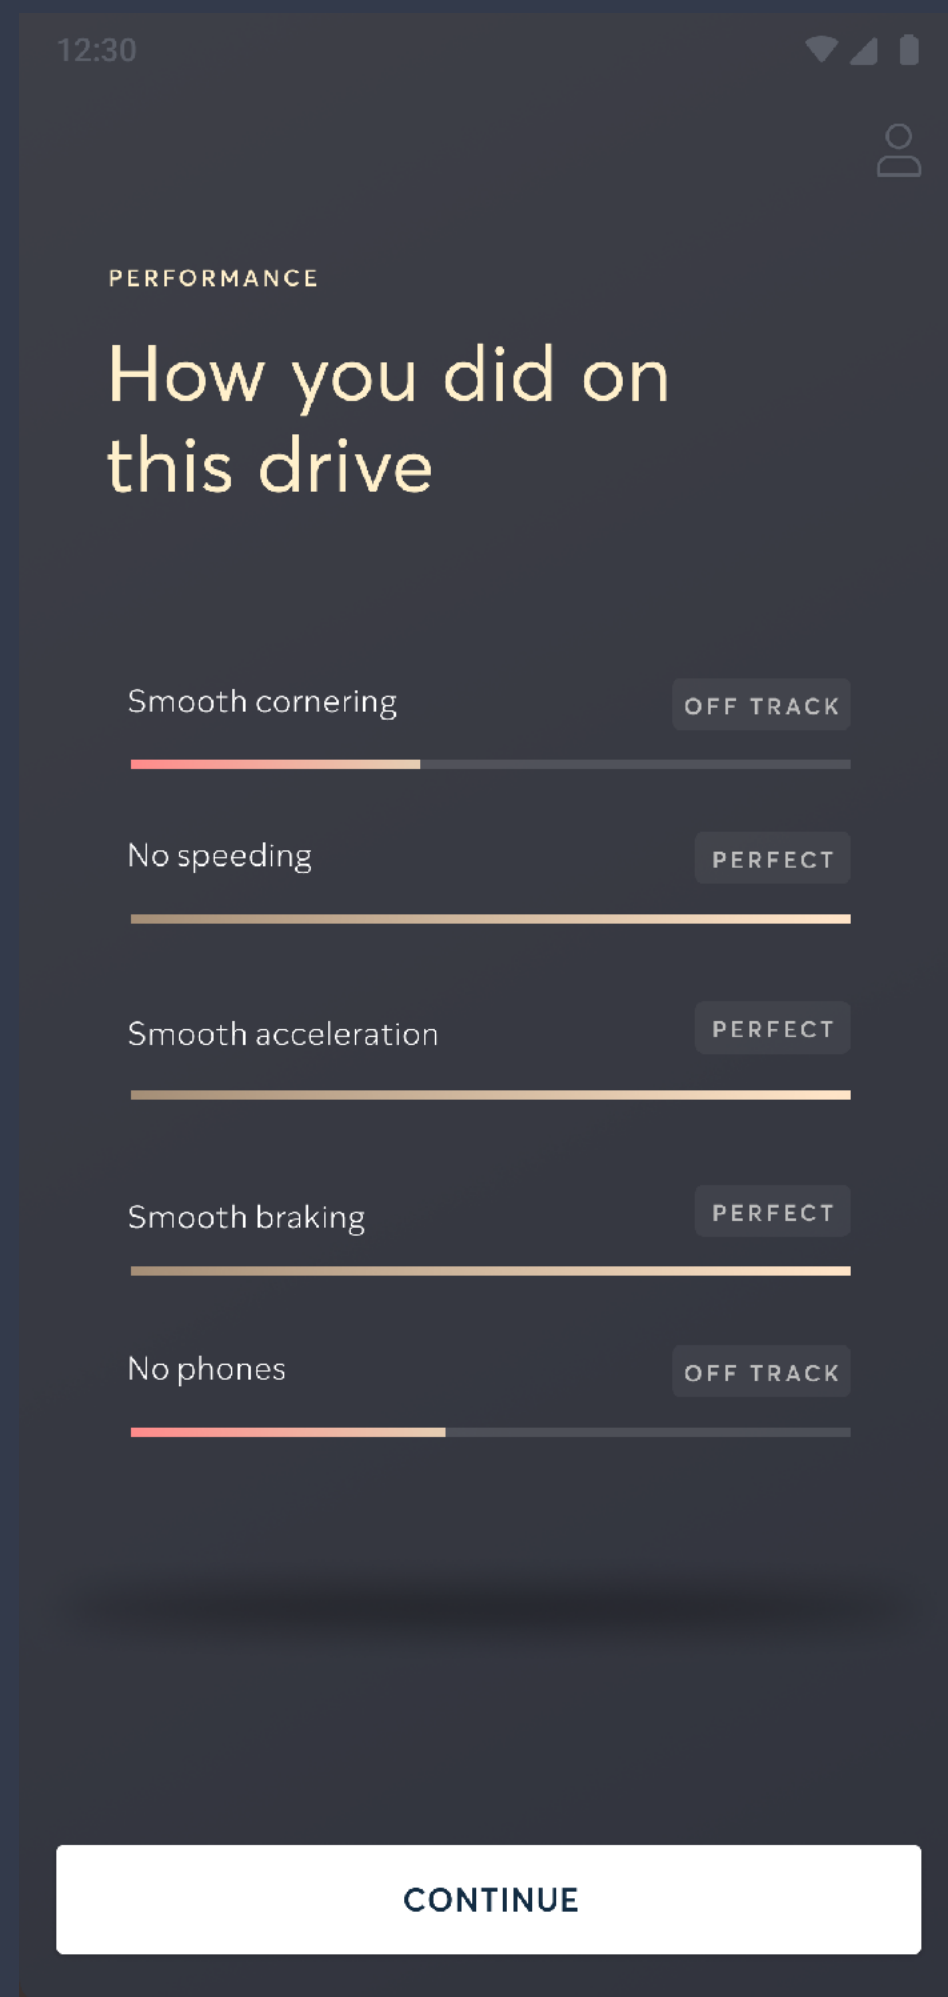 12:30
PERFORMANCE
How you did on
this drive
Smooth cornering
OFF TRACK
No speeding
PERFECT
Smooth acceleration
PERFECT
Smooth braking
PERFECT
No phones
OFF TRACK
CONTINUE